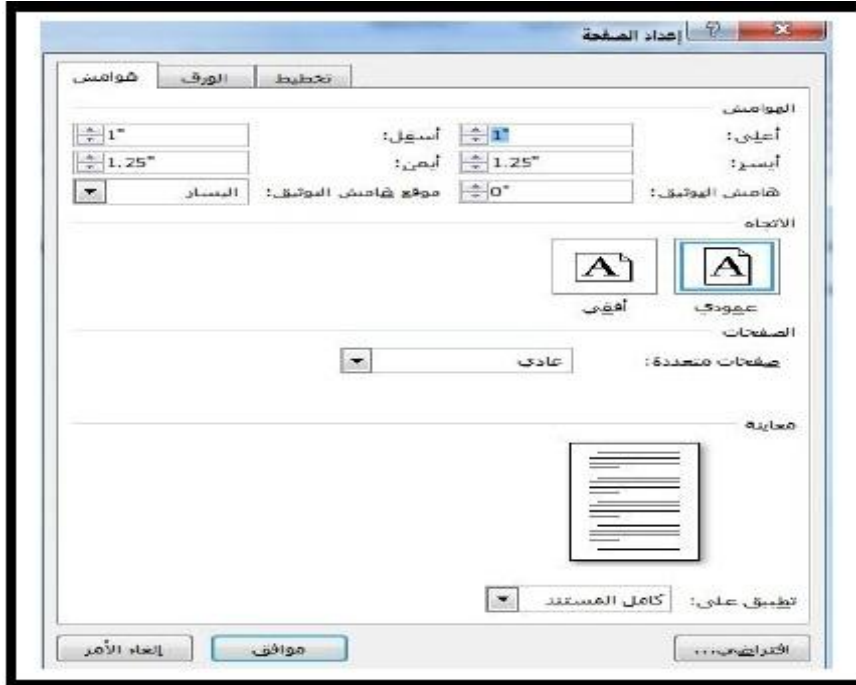 إعداد الصفحة
هوامش الورق تخطيط
الهوامش
أعلى: 1" أسفل: 1"
أيسر: 1.25" أيمن: 1.25"
هامش التوثيق: 0" موقع هامش التوثيق: اليسار
الاتجاه
A A
عمودي أفقي
الصفحات
صفحات متعددة: عادي
معاينة
تطبيق على: كامل المستند
افتراضي... موافق إلغاء الأمر